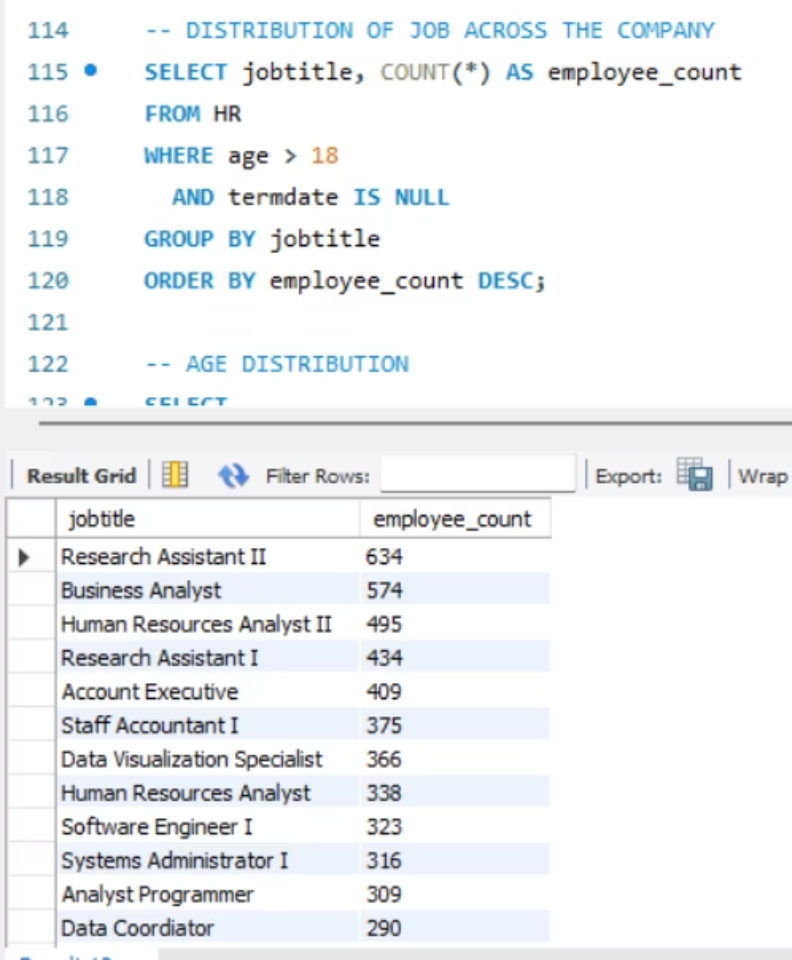 114 -- DISTRIBUTION OF JOB ACROSS THE COMPANY
115 SELECT jobtitle, COUNT(*) AS employee_count
116 FROM HR
117 WHERE age > 18
118 AND termdate IS NULL
119 GROUP BY jobtitle
120 ORDER BY employee_count DESC;
121
122 -- AGE DISTRIBUTION
123 SELECT
Result Grid Filter Rows: Export: Wrap
jobtitle employee_count
Research Assistant II 634
Business Analyst 574
Human Resources Analyst II 495
Research Assistant I 434
Account Executive 409
Staff Accountant I 375
Data Visualization Specialist 366
Human Resources Analyst 338
Software Engineer I 323
Systems Administrator I 316
Analyst Programmer 309
Data Coordiator 290